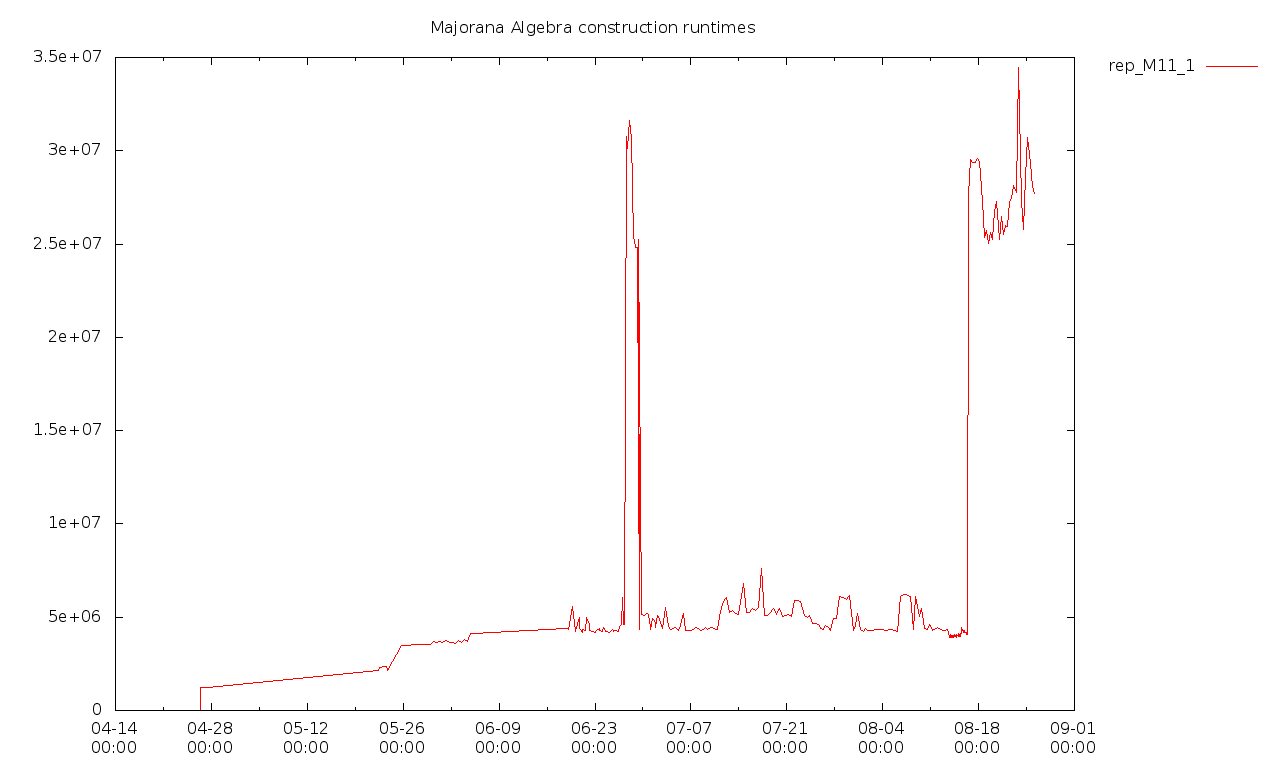 Majorana Algebra construction runtimes
rep_M11_1
3.5e+07
3e+07
2.5e+07
2e+07
1.5e+07
1e+07
5e+06
0
04-14 04-28 05-12 05-26 06-09 06-23 07-07 07-21 08-04 08-18 09-01
00:00 00:00 00:00 00:00 00:00 00:00 00:00 00:00 00:00 00:00 00:00